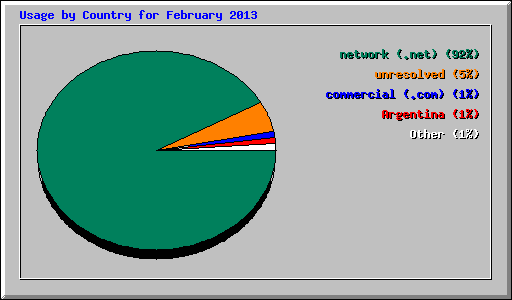 Usage by Country for February 2013
network (.net) (92%)
unresolved (5%)
commercial (.com) (1%)
Argentina (1%)
Other (1%)